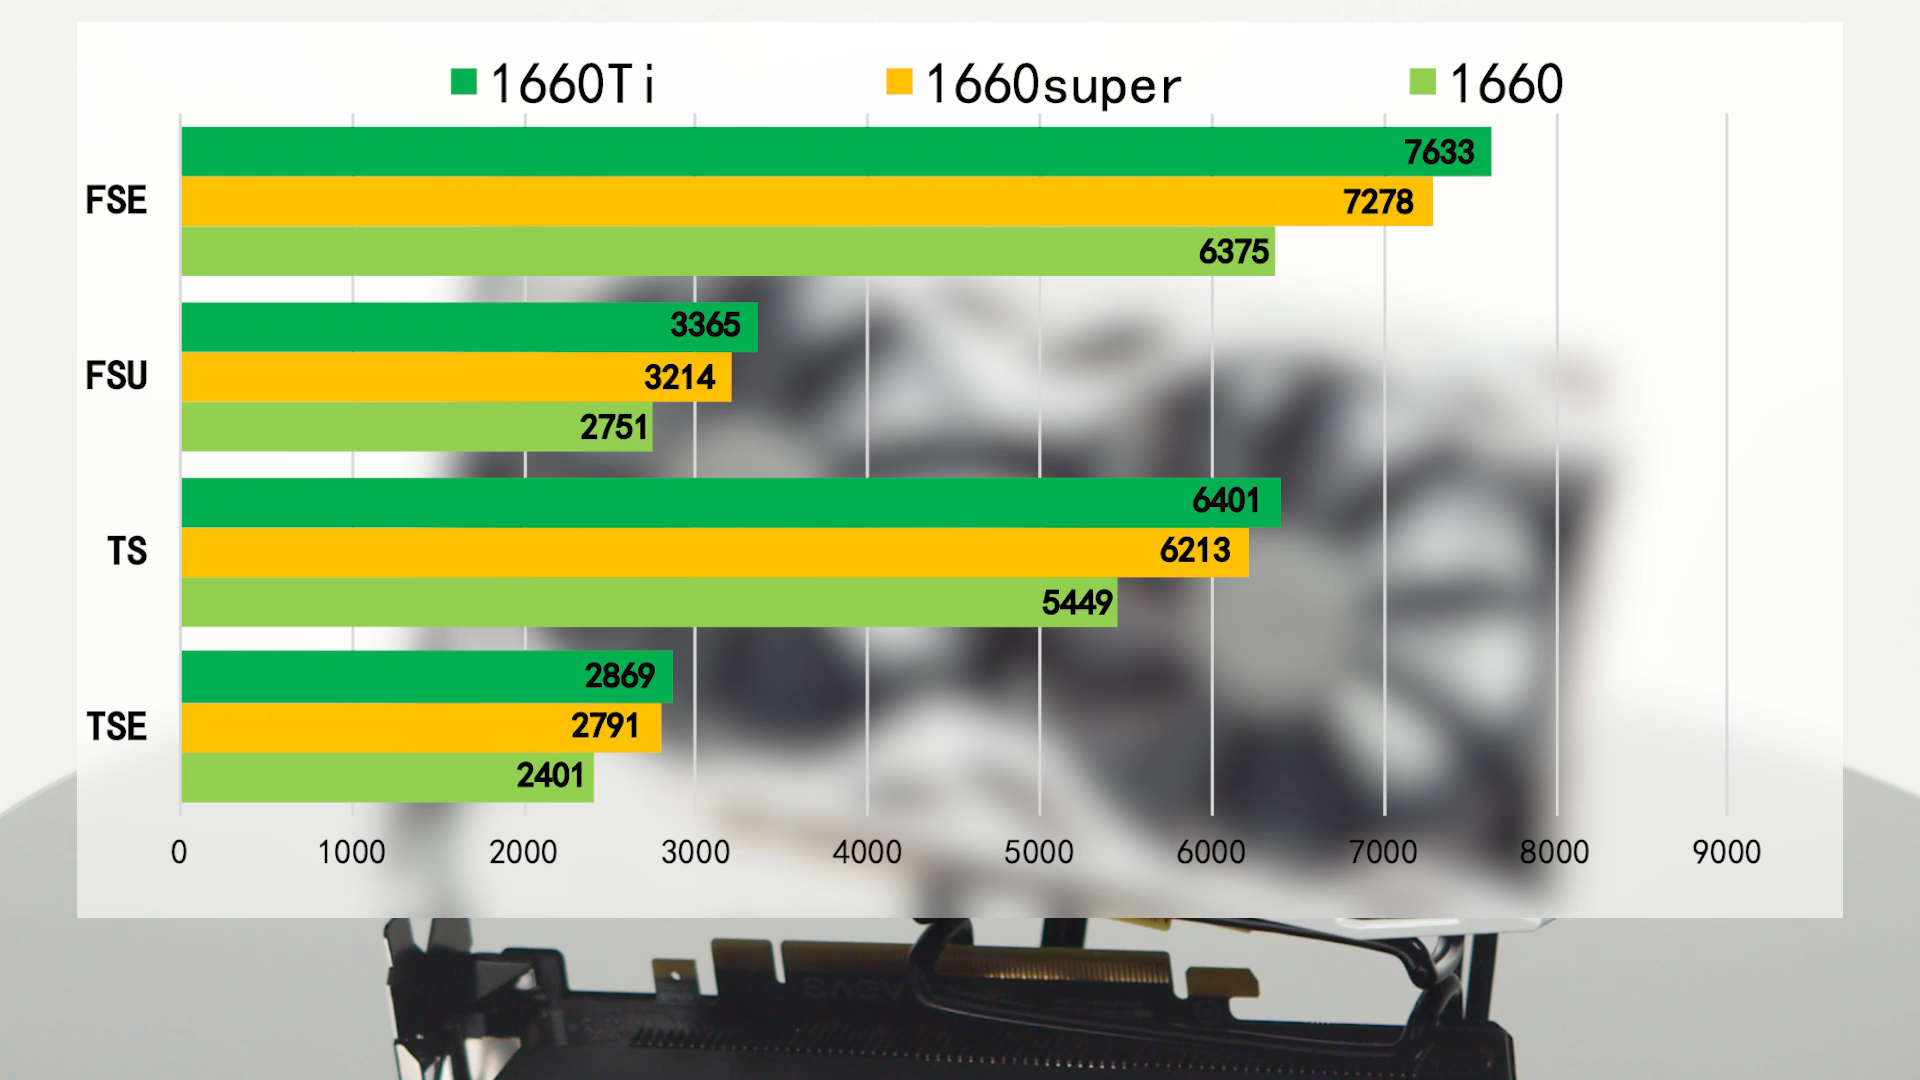 1660Ti 1660super 1660
FSE
7633
7278
6375
FSU
3365
3214
2751
TS
6401
6213
5449
TSE
2869
2791
2401
0 1000 2000 3000 4000 5000 6000 7000 8000 9000
EVGA